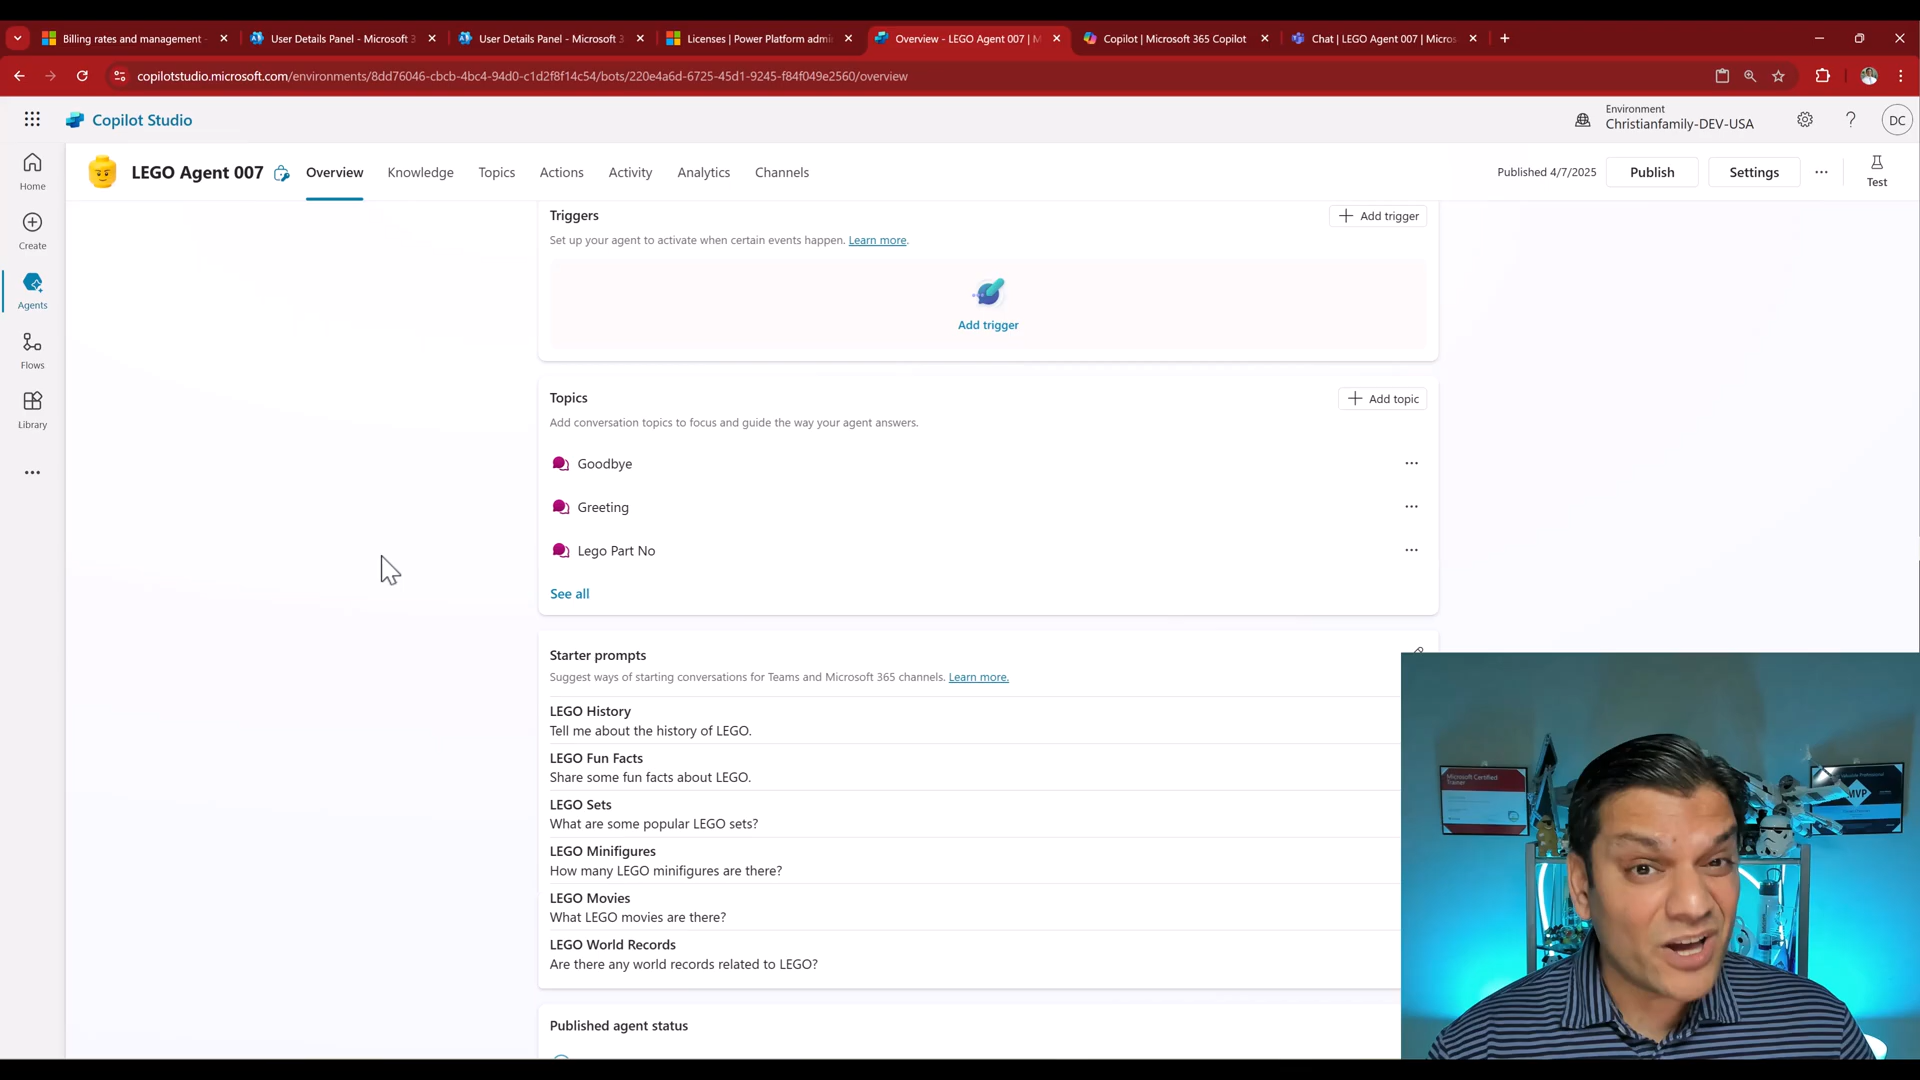 Billing rates and management
User Details Panel - Microsoft 3
User Details Panel - Microsoft 3
Licenses | Power Platform admi
Overview - LEGO Agent 007 | M
Copilot | Microsoft 365 Copilot
Chat | LEGO Agent 007 | Micros
copilotstudio.microsoft.com/environments/8dd76046-cbcb-4bc4-94d0-c1d2f8f14c54/bots/220e4a6d-6725-45d1-9245-f84f049e2560/overview
Copilot Studio
Environment
Christianfamily-DEV-USA
DC
LEGO Agent 007
Overview
Knowledge
Topics
Actions
Activity
Analytics
Channels
Published 4/7/2025
Publish
Settings
Test
Home
Create
Agents
Flows
Library
Triggers
Add trigger
Set up your agent to activate when certain events happen. Learn more.
Add trigger
Topics
Add topic
Add conversation topics to focus and guide the way your agent answers.
Goodbye
Greeting
Lego Part No
See all
Starter prompts
Suggest ways of starting conversations for Teams and Microsoft 365 channels. Learn more.
LEGO History
Tell me about the history of LEGO.
LEGO Fun Facts
Share some fun facts about LEGO.
LEGO Sets
What are some popular LEGO sets?
LEGO Minifigures
How many LEGO minifigures are there?
LEGO Movies
What LEGO movies are there?
LEGO World Records
Are there any world records related to LEGO?
Published agent status
Microsoft Certified
Trainer
MVP